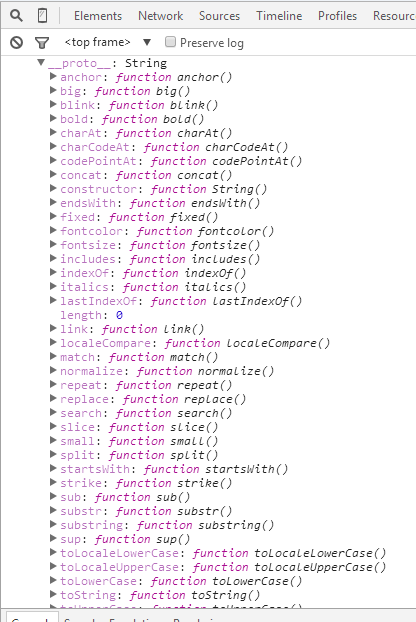 Elements Network Sources Timeline Profiles Resourc
<top frame> ▼ Preserve log
▼__proto__: String
▶ anchor: function anchor()
▶ big: function big()
▶ blink: function blink()
▶ bold: function bold()
▶ charAt: function charAt()
▶ charCodeAt: function charCodeAt()
▶ codePointAt: function codePointAt()
▶ concat: function concat()
▶ constructor: function String()
▶ endsWith: function endsWith()
▶ fixed: function fixed()
▶ fontcolor: function fontcolor()
▶ fontsize: function fontsize()
▶ includes: function includes()
▶ indexOf: function indexOf()
▶ italics: function italics()
▶ lastIndexOf: function lastIndexOf()
length: 0
▶ link: function link()
▶ localeCompare: function localeCompare()
▶ match: function match()
▶ normalize: function normalize()
▶ repeat: function repeat()
▶ replace: function replace()
▶ search: function search()
▶ slice: function slice()
▶ small: function small()
▶ split: function split()
▶ startsWith: function startsWith()
▶ strike: function strike()
▶ sub: function sub()
▶ substr: function substr()
▶ substring: function substring()
▶ sup: function sup()
▶ toLocaleLowerCase: function toLocaleLowerCase()
▶ toLocaleUpperCase: function toLocaleUpperCase()
▶ toLowerCase: function toLowerCase()
▶ toString: function toString()
▶ toUpperCase: function toUpperCase()